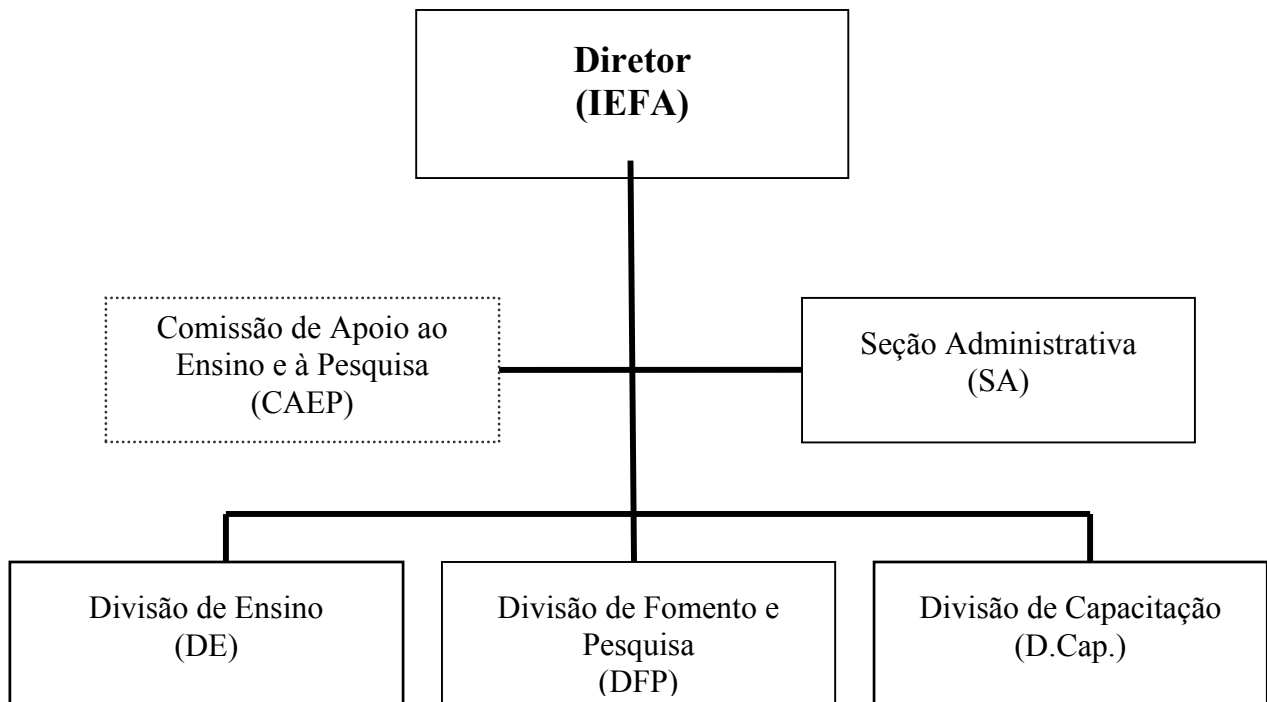 Diretor
(IEFA)
Comissão de Apoio ao
Ensino e à Pesquisa
(CAEP)
Seção Administrativa
(SA)
Divisão de Ensino
(DE)
Divisão de Fomento e
Pesquisa
(DFP)
Divisão de Capacitação
(D.Cap.)